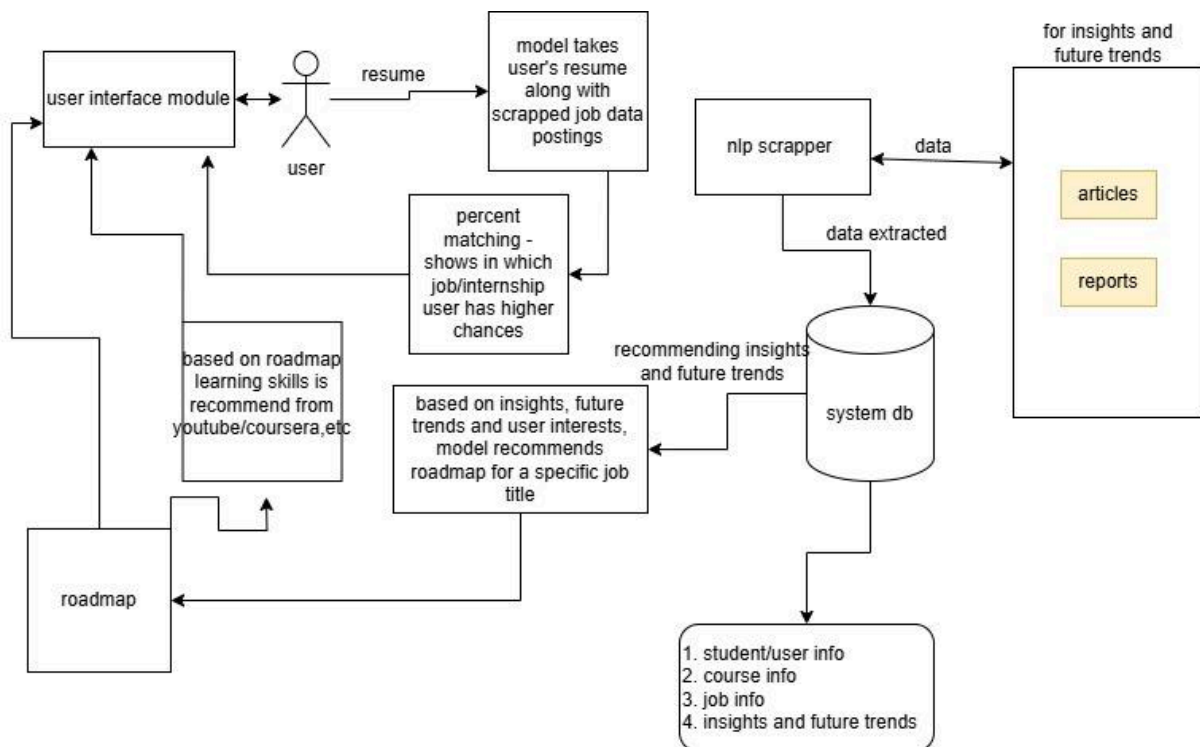 user interface module
user
resume
model takes
user's resume
along with
scrapped job data
postings
percent
matching -
shows in which
job/internship
user has higher
chances
based on roadmap
learning skills is
recommend from
youtube/coursera,etc
roadmap
based on insights, future
trends and user interests,
model recommends
roadmap for a specific job
title
recommending insights
and future trends
nlp scrapper
data
data extracted
system db
for insights and
future trends
articles
reports
1. student/user info
2. course info
3. job info
4. insights and future trends